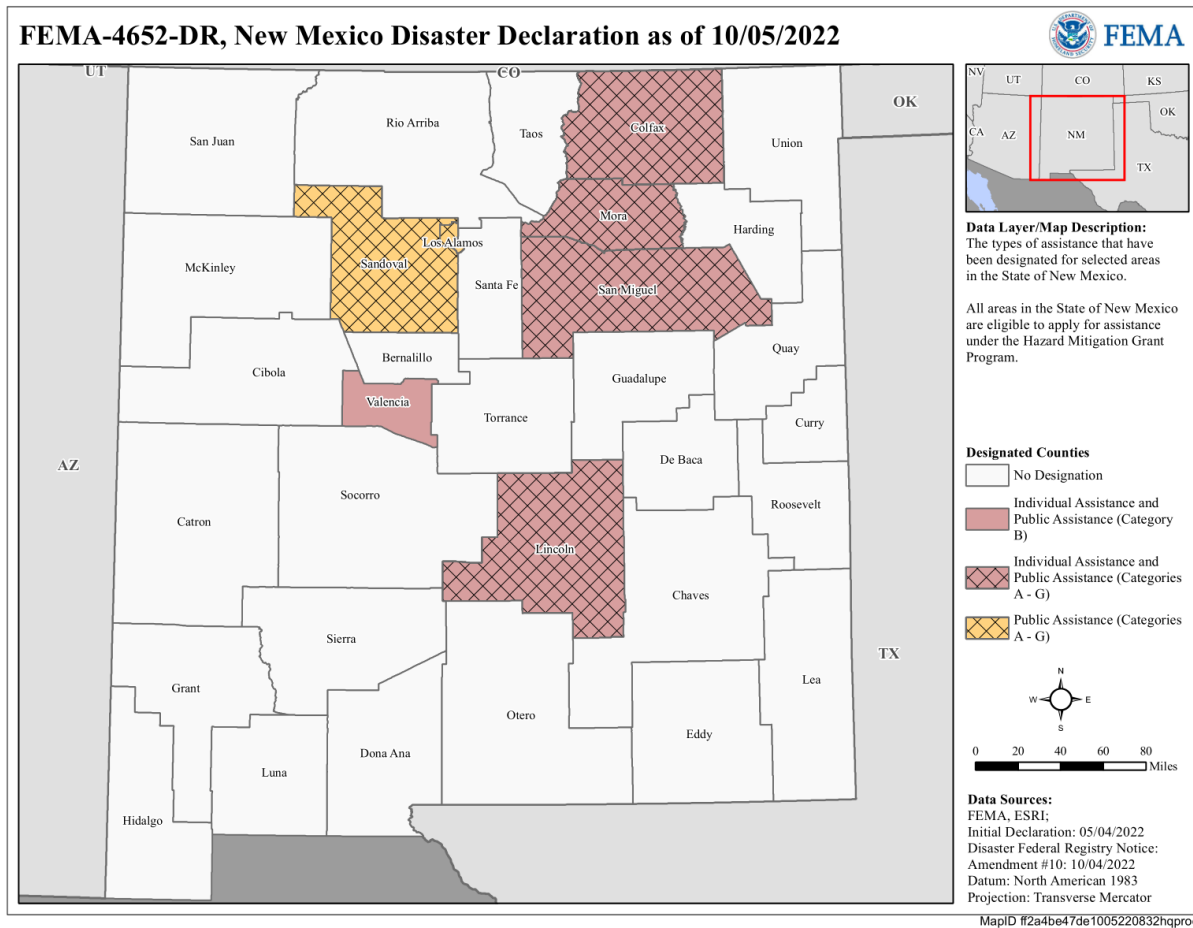 FEMA-4652-DR, New Mexico Disaster Declaration as of 10/05/2022
FEMA
UT
CO
OK
AZ
TX
San Juan
Rio Arriba
Taos
Colfax
Union
Mora
Harding
Los Alamos
McKinley
Sandoval
Santa Fe
San Miguel
Bernalillo
Quay
Cibola
Guadalupe
Valencia
Torrance
Curry
De Baca
Socorro
Roosevelt
Catron
Lincoln
Chaves
Sierra
Grant
Lea
Otero
Eddy
Dona Ana
Luna
Hidalgo
NV
UT
CO
KS
CA
AZ
NM
OK
TX
Data Layer/Map Description:
The types of assistance that have
been designated for selected areas
in the State of New Mexico.
All areas in the State of New Mexico
are eligible to apply for assistance
under the Hazard Mitigation Grant
Program.
Designated Counties
No Designation
Individual Assistance and
Public Assistance (Category
B)
Individual Assistance and
Public Assistance (Categories
A - G)
Public Assistance (Categories
A - G)
N
W E
S
0 20 40 60 80
Miles
Data Sources:
FEMA, ESRI;
Initial Declaration: 05/04/2022
Disaster Federal Registry Notice:
Amendment #10: 10/04/2022
Datum: North American 1983
Projection: Transverse Mercator
MapID ff2a4be47de1005220832hqpro